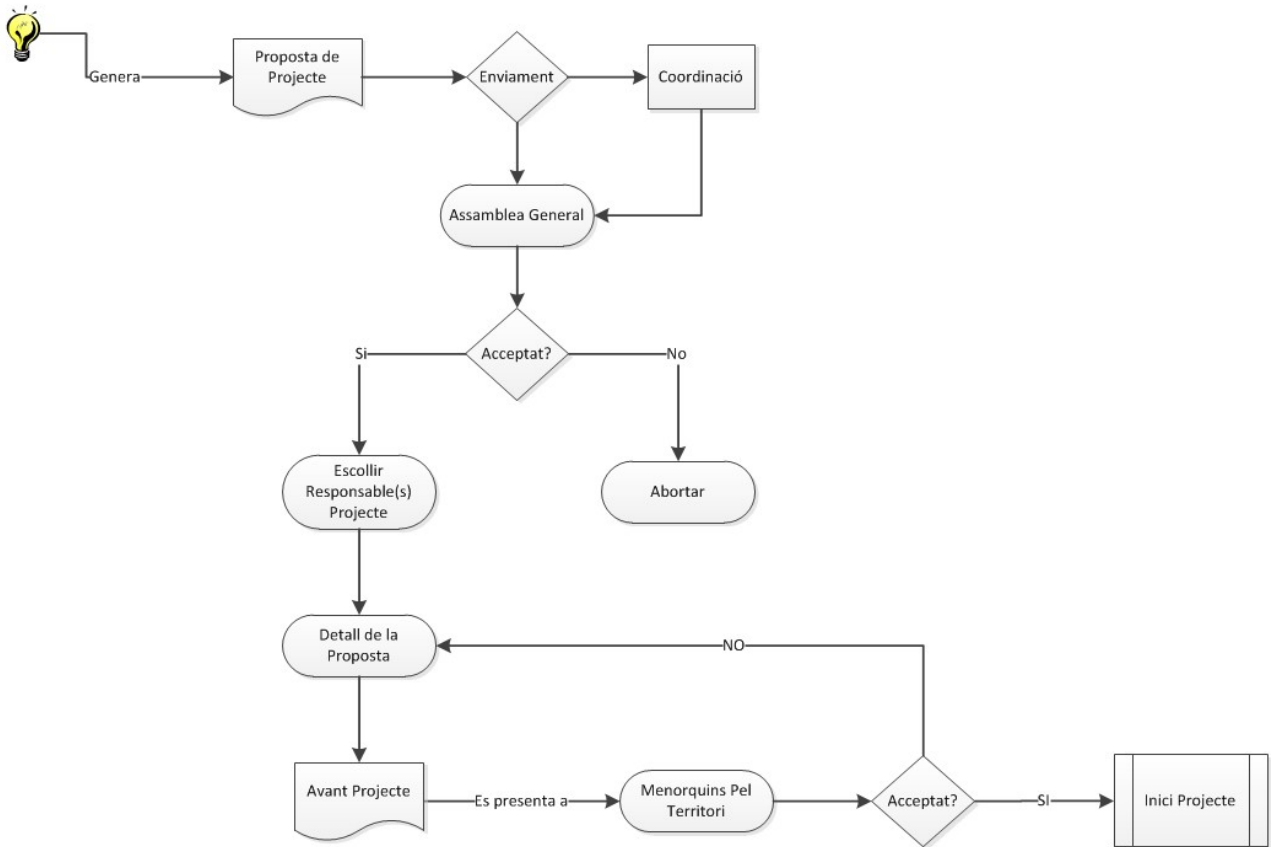 Genera
Proposta de
Projecte
Enviament
Coordinació
Assamblea General
Acceptat?
Si
No
Escollir
Responsable(s)
Projecte
Abortar
Detall de la
Proposta
NO
Avant Projecte
Es presenta a
Menorquins Pel
Territori
Acceptat?
SI
Inici Projecte